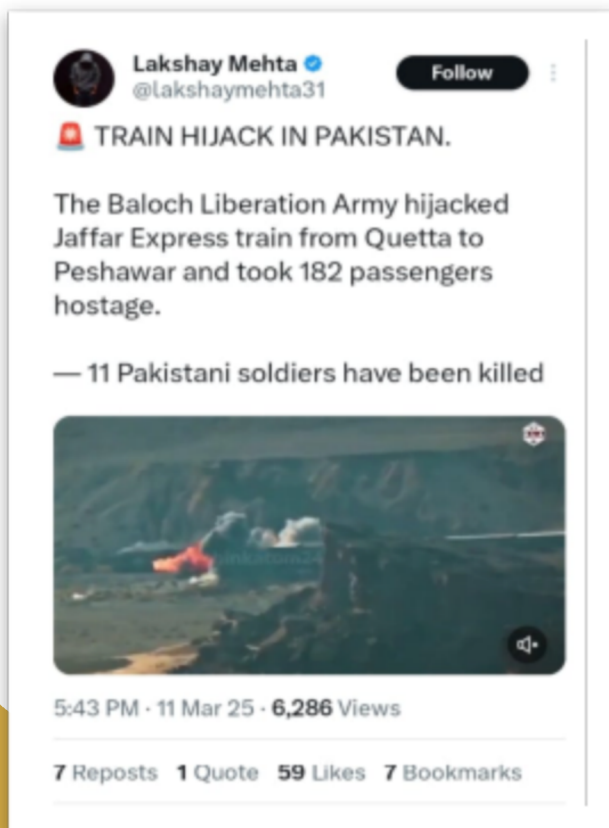 Lakshay Mehta
Follow
@lakshaymehta31
🚨 TRAIN HIJACK IN PAKISTAN.
The Baloch Liberation Army hijacked
Jaffar Express train from Quetta to
Peshawar and took 182 passengers
hostage.
— 11 Pakistani soldiers have been killed
5:43 PM · 11 Mar 25 · 6,286 Views
7 Reposts 1 Quote 59 Likes 7 Bookmarks